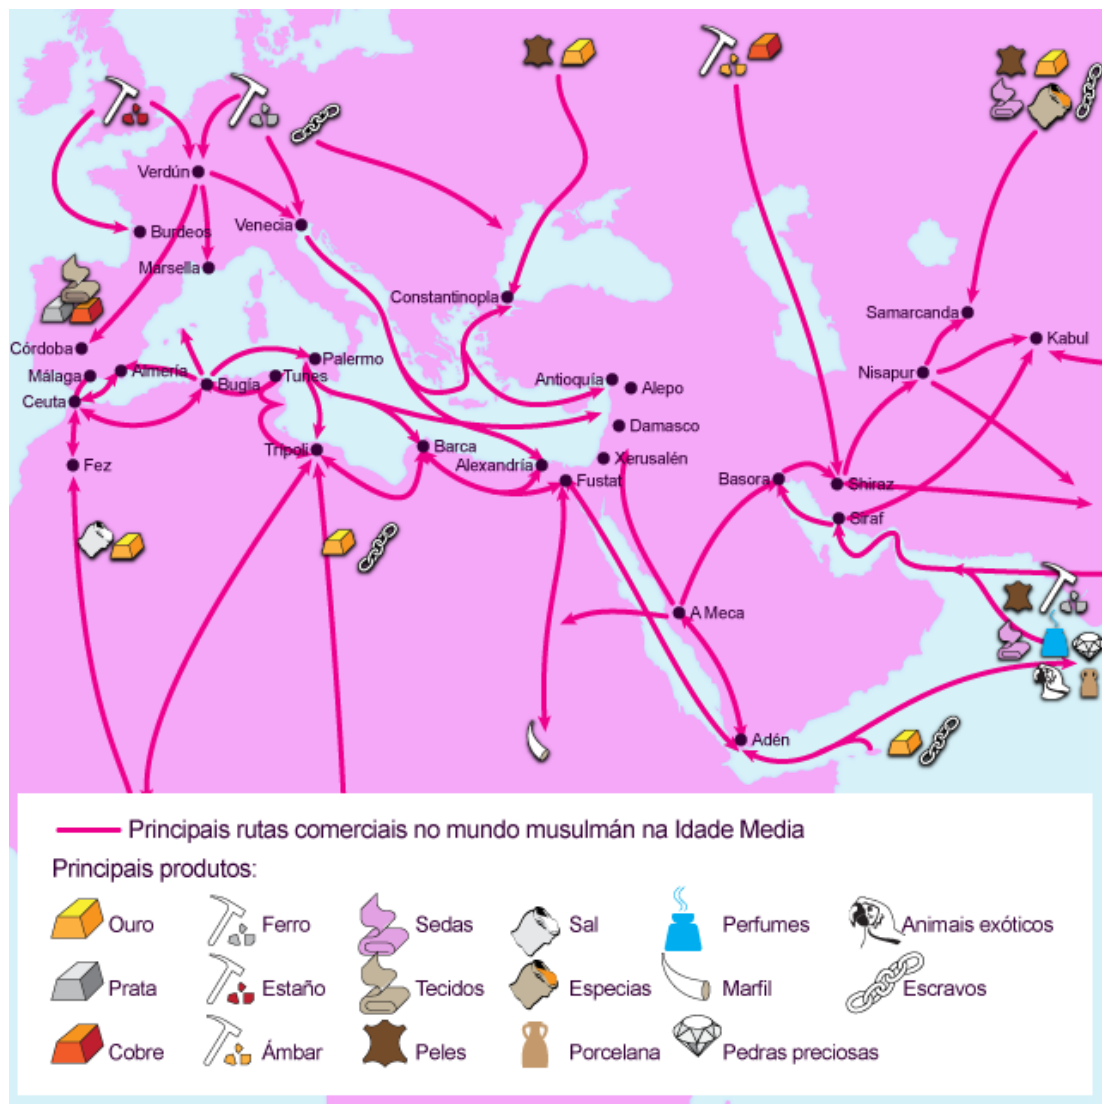 Verdún
Burdeos
Venecia
Marsella
Constantinopla
Samarcanda
Kabul
Córdoba
Palermo
Málaga
Almería
Bugía
Tunes
Antioquía
Alepo
Nisapur
Ceuta
Damasco
Trípoli
Barca
Fez
Alexandría
Xerusalén
Fustat
Basora
Shiraz
Siraf
A Meca
Adén
Principais rutas comerciais no mundo musulmán na Idade Media
Principais produtos:
Ouro
Ferro
Sedas
Sal
Perfumes
Animais exóticos
Prata
Estaño
Tecidos
Especias
Marfil
Escravos
Cobre
Ámbar
Peles
Porcelana
Pedras preciosas